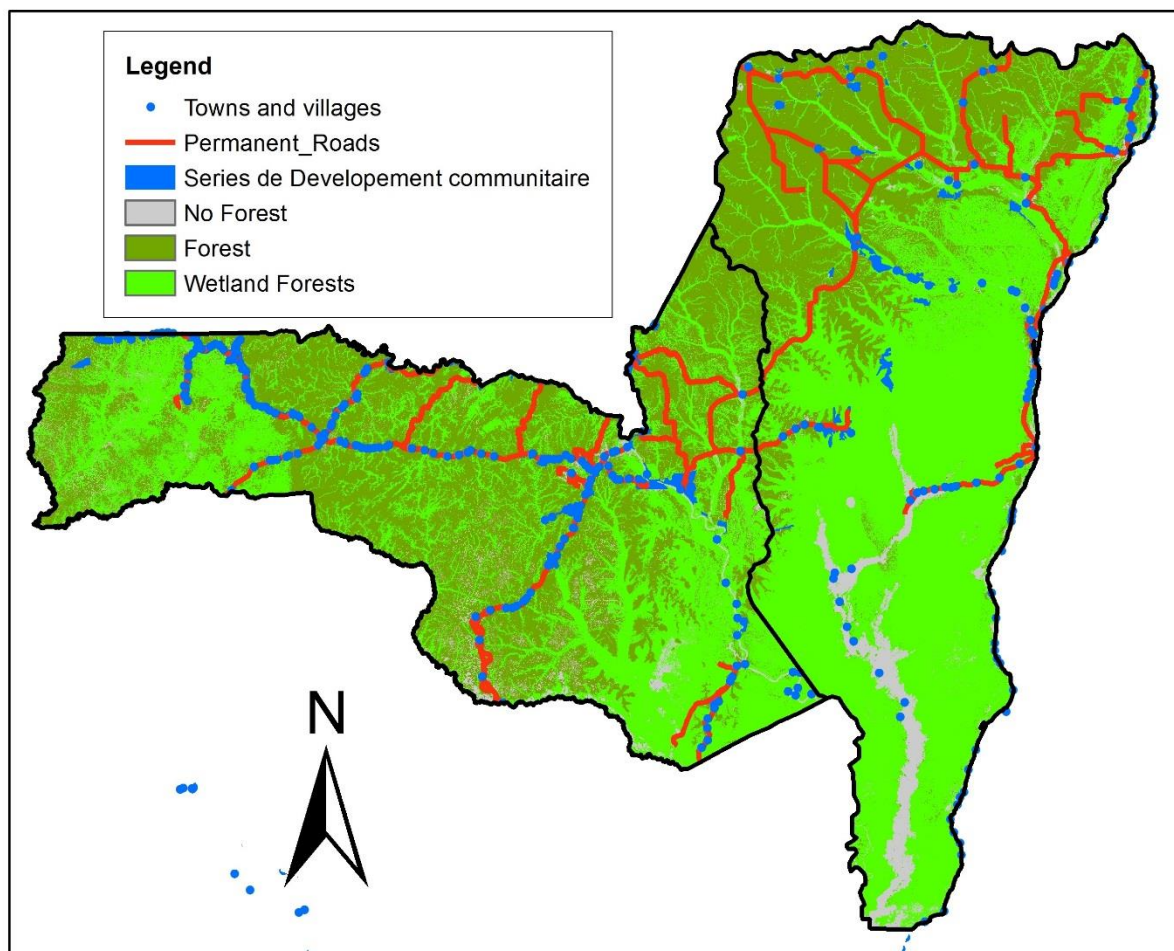 Legend
Towns and villages
Permanent_Roads
Series de Developement communitaire
No Forest
Forest
Wetland Forests
N